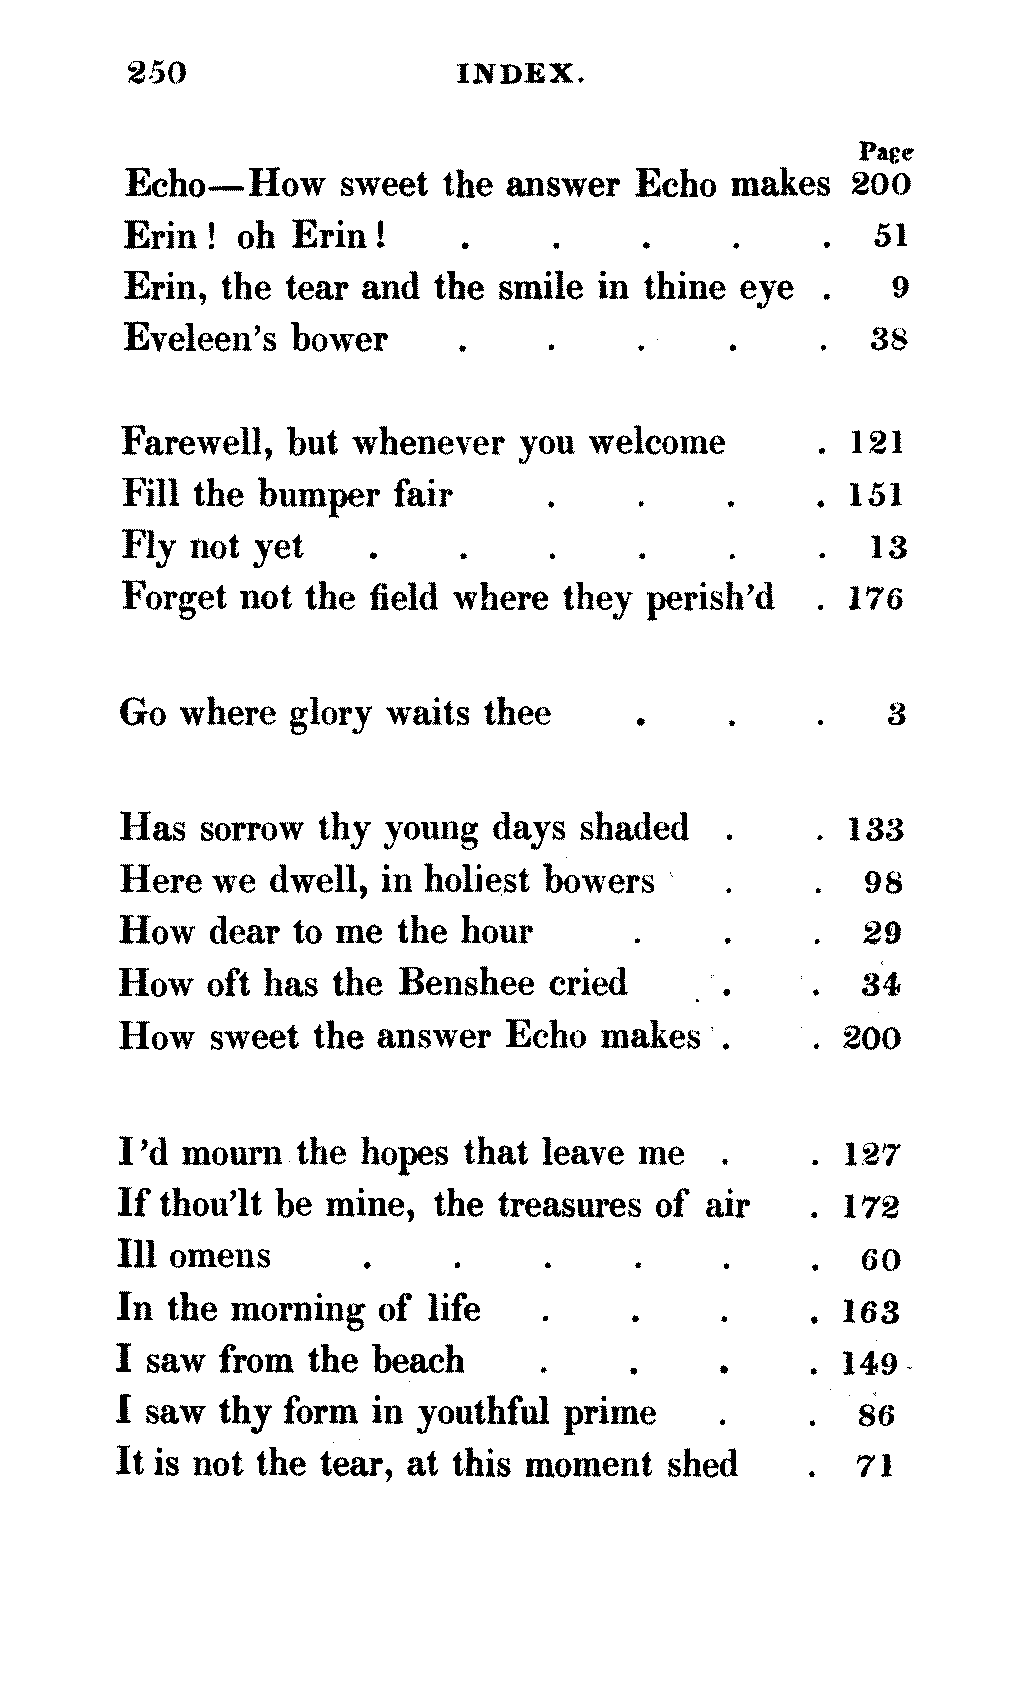 250 INDEX.
Page
Echo—How sweet the answer Echo makes 200
Erin! oh Erin! . . . . . 51
Erin, the tear and the smile in thine eye . 9
Eveleen's bower . . . . . 38
Farewell, but whenever you welcome . 121
Fill the bumper fair . . . . 151
Fly not yet . . . . . . 13
Forget not the field where they perish'd . 176
Go where glory waits thee . . . 3
Has sorrow thy young days shaded . . 133
Here we dwell, in holiest bowers . . 98
How dear to me the hour . . . 29
How oft has the Benshee cried . . 34
How sweet the answer Echo makes . . 200
I'd mourn the hopes that leave me . . 127
If thou'lt be mine, the treasures of air . 172
Ill omens . . . . . . 60
In the morning of life . . . . 163
I saw from the beach . . . . 149
I saw thy form in youthful prime . . 86
It is not the tear, at this moment shed . 71